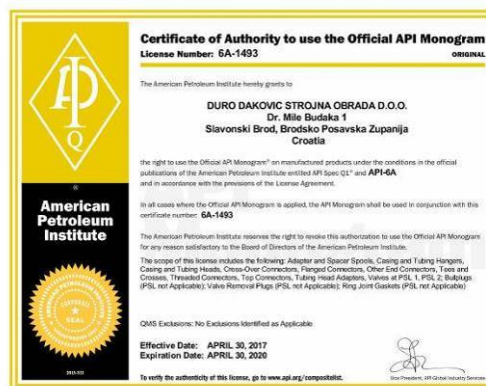 Certificate of Authority to use the Official API Monogram
License Number: 6A-1493
ORIGINAL
The American Petroleum Institute hereby grants to
DURO DAKOVIC STROJNA OBRADA D.O.O.
Dr. Mile Budaka 1
Slavonski Brod, Brodsko Posavska Zupanija
Croatia
the right to use the Official API Monogram® on manufactured products under the conditions in the official
publications of the American Petroleum Institute entitled API Spec Q1® and API-6A
and in accordance with the provisions of the License Agreement.
In all cases where the Official API Monogram is applied, the API Monogram shall be used in conjunction with this
certificate number: 6A-1493
The American Petroleum Institute reserves the right to revoke this authorization to use the Official API Monogram
for any reason satisfactory to the Board of Directors of the American Petroleum Institute.
The scope of this license includes the following: Adapter and Spacer Spools, Casing and Tubing Hangers,
Casing and Tubing Heads, Cross-Over Connectors, Flanged Connectors, Other End Connectors, Tees and
Crosses, Threaded Connectors, Top Connectors, Tubing Head Adaptors, Valves at PSL 1, PSL 2; Bullplugs
(PSL not Applicable); Valve Removal Plugs (PSL not Applicable); Ring Joint Gaskets (PSL not Applicable)
QMS Exclusions: No Exclusions Identified as Applicable
Effective Date: APRIL 30, 2017
Expiration Date: APRIL 30, 2020
To verify the authenticity of this license, go to www.api.org/compositelist.
Vice President, API Global Industry Services
API
Q
®
American
Petroleum
Institute
CORPORATE
SEAL